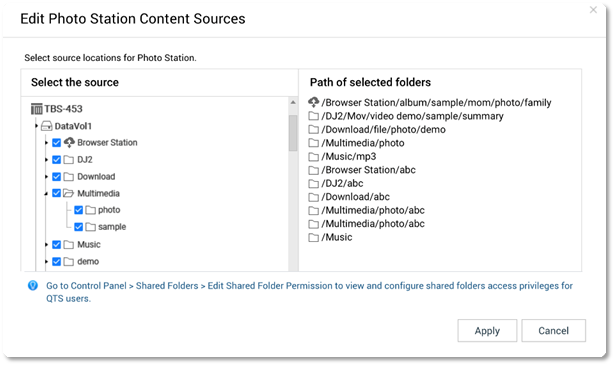 Edit Photo Station Content Sources
Select source locations for Photo Station.
Select the source
TBS-453
DataVol1
Browser Station
DJ2
Download
Multimedia
photo
sample
Music
demo
Path of selected folders
/Browser Station/album/sample/mom/photo/family
/DJ2/Mov/video demo/sample/summary
/Download/file/photo/demo
/Multimedia/photo
/Music/mp3
/Browser Station/abc
/DJ2/abc
/Download/abc
/Multimedia/photo/abc
/Multimedia/photo/abc
/Music
Go to Control Panel > Shared Folders > Edit Shared Folder Permission to view and configure shared folders access privileges for
QTS users.
Apply
Cancel